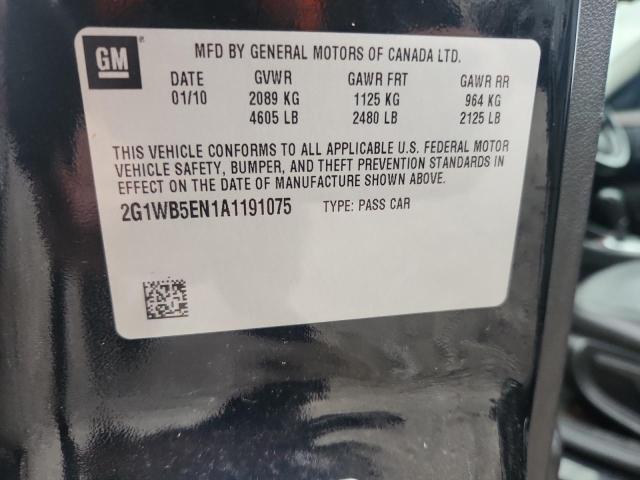 GM
MFD BY GENERAL MOTORS OF CANADA LTD.
DATE GVWR GAWR FRT GAWR RR
01/10 2089 KG 1125 KG 964 KG
4605 LB 2480 LB 2125 LB
THIS VEHICLE CONFORMS TO ALL APPLICABLE U.S. FEDERAL MOTOR
VEHICLE SAFETY, BUMPER, AND THEFT PREVENTION STANDARDS IN
EFFECT ON THE DATE OF MANUFACTURE SHOWN ABOVE.
2G1WB5EN1A1191075 TYPE: PASS CAR